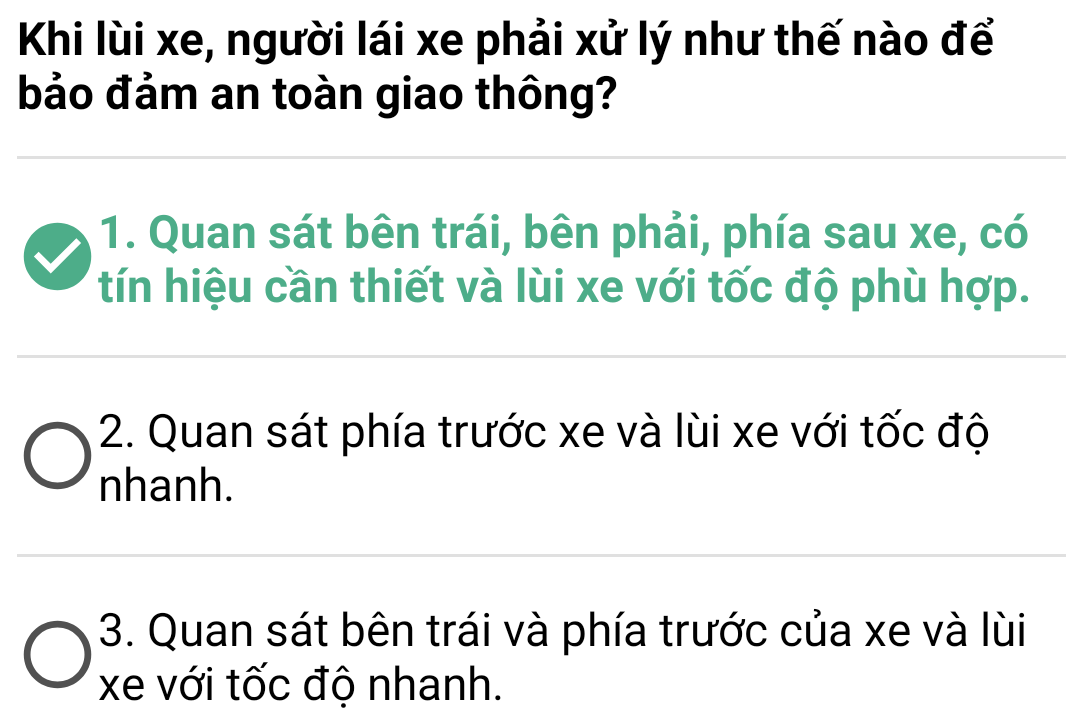 Khi lùi xe, người lái xe phải xử lý như thế nào để
bảo đảm an toàn giao thông?
1. Quan sát bên trái, bên phải, phía sau xe, có
tín hiệu cần thiết và lùi xe với tốc độ phù hợp.
2. Quan sát phía trước xe và lùi xe với tốc độ
nhanh.
3. Quan sát bên trái và phía trước của xe và lùi
xe với tốc độ nhanh.